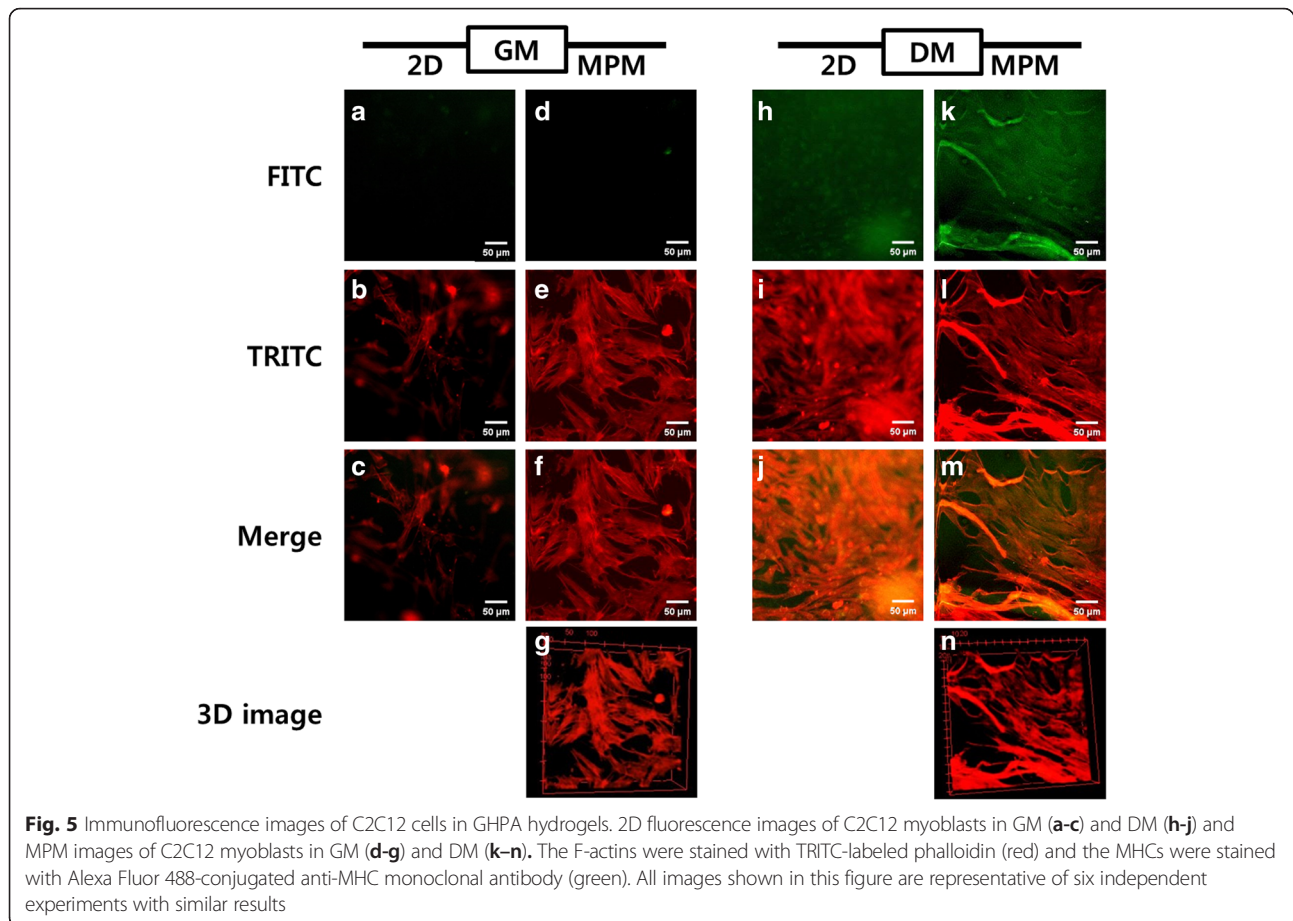 GM DM
2D MPM 2D MPM
a d h k
FITC
50 µm 50 µm 50 µm 50 µm
b e i l
TRITC
50 µm 50 µm 50 µm 50 µm
c f j m
Merge
50 µm 50 µm 50 µm 50 µm
g n
50 100
3D image
Fig. 5 Immunofluorescence images of C2C12 cells in GHPA hydrogels. 2D fluorescence images of C2C12 myoblasts in GM (a-c) and DM (h-j) and
MPM images of C2C12 myoblasts in GM (d-g) and DM (k–n). The F-actins were stained with TRITC-labeled phalloidin (red) and the MHCs were stained
with Alexa Fluor 488-conjugated anti-MHC monoclonal antibody (green). All images shown in this figure are representative of six independent
experiments with similar results